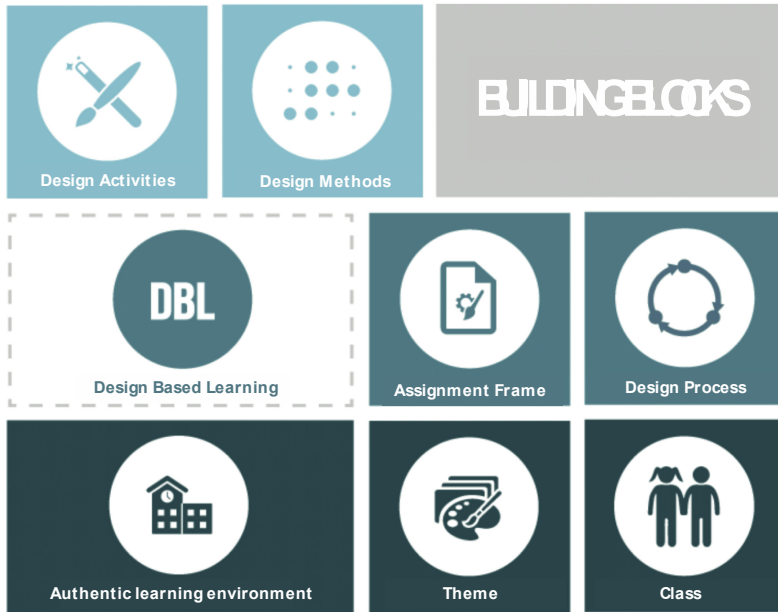 Design Activities
Design Methods
BUILDINGBLOCKS
DBL
Design Based Learning
Assignment Frame
Design Process
Authentic learning environment
Theme
Class